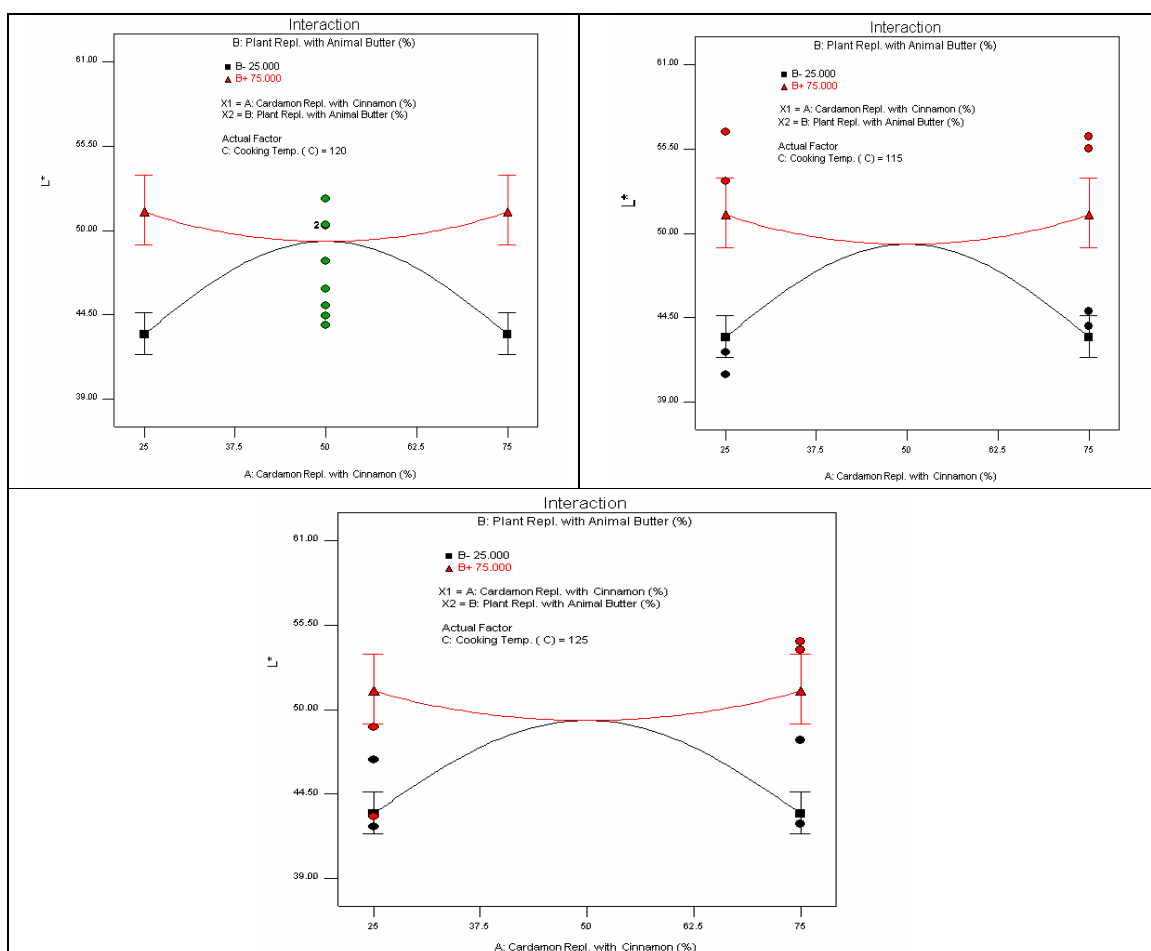 Interaction
B: Plant Repl. with Animal Butter (%)
61.00
55.50
50.00
44.50
39.00
L*
B- 25.000
B+ 75.000
X1 = A: Cardamon Repl. with Cinnamon (%)
X2 = B: Plant Repl. with Animal Butter (%)
Actual Factor
C: Cooking Temp. ( C) = 120
2
25 37.5 50 62.5 75
A: Cardamon Repl. with Cinnamon (%)
Interaction
B: Plant Repl. with Animal Butter (%)
61.00
55.50
50.00
44.50
39.00
L*
B- 25.000
B+ 75.000
X1 = A: Cardamon Repl. with Cinnamon (%)
X2 = B: Plant Repl. with Animal Butter (%)
Actual Factor
C: Cooking Temp. ( C) = 115
25 37.5 50 62.5 75
A: Cardamon Repl. with Cinnamon (%)
Interaction
B: Plant Repl. with Animal Butter (%)
61.00
55.50
50.00
44.50
39.00
L*
B- 25.000
B+ 75.000
X1 = A: Cardamon Repl. with Cinnamon (%)
X2 = B: Plant Repl. with Animal Butter (%)
Actual Factor
C: Cooking Temp. ( C) = 125
25 37.5 50 62.5 75
A: Cardamon Repl. with Cinnamon (%)